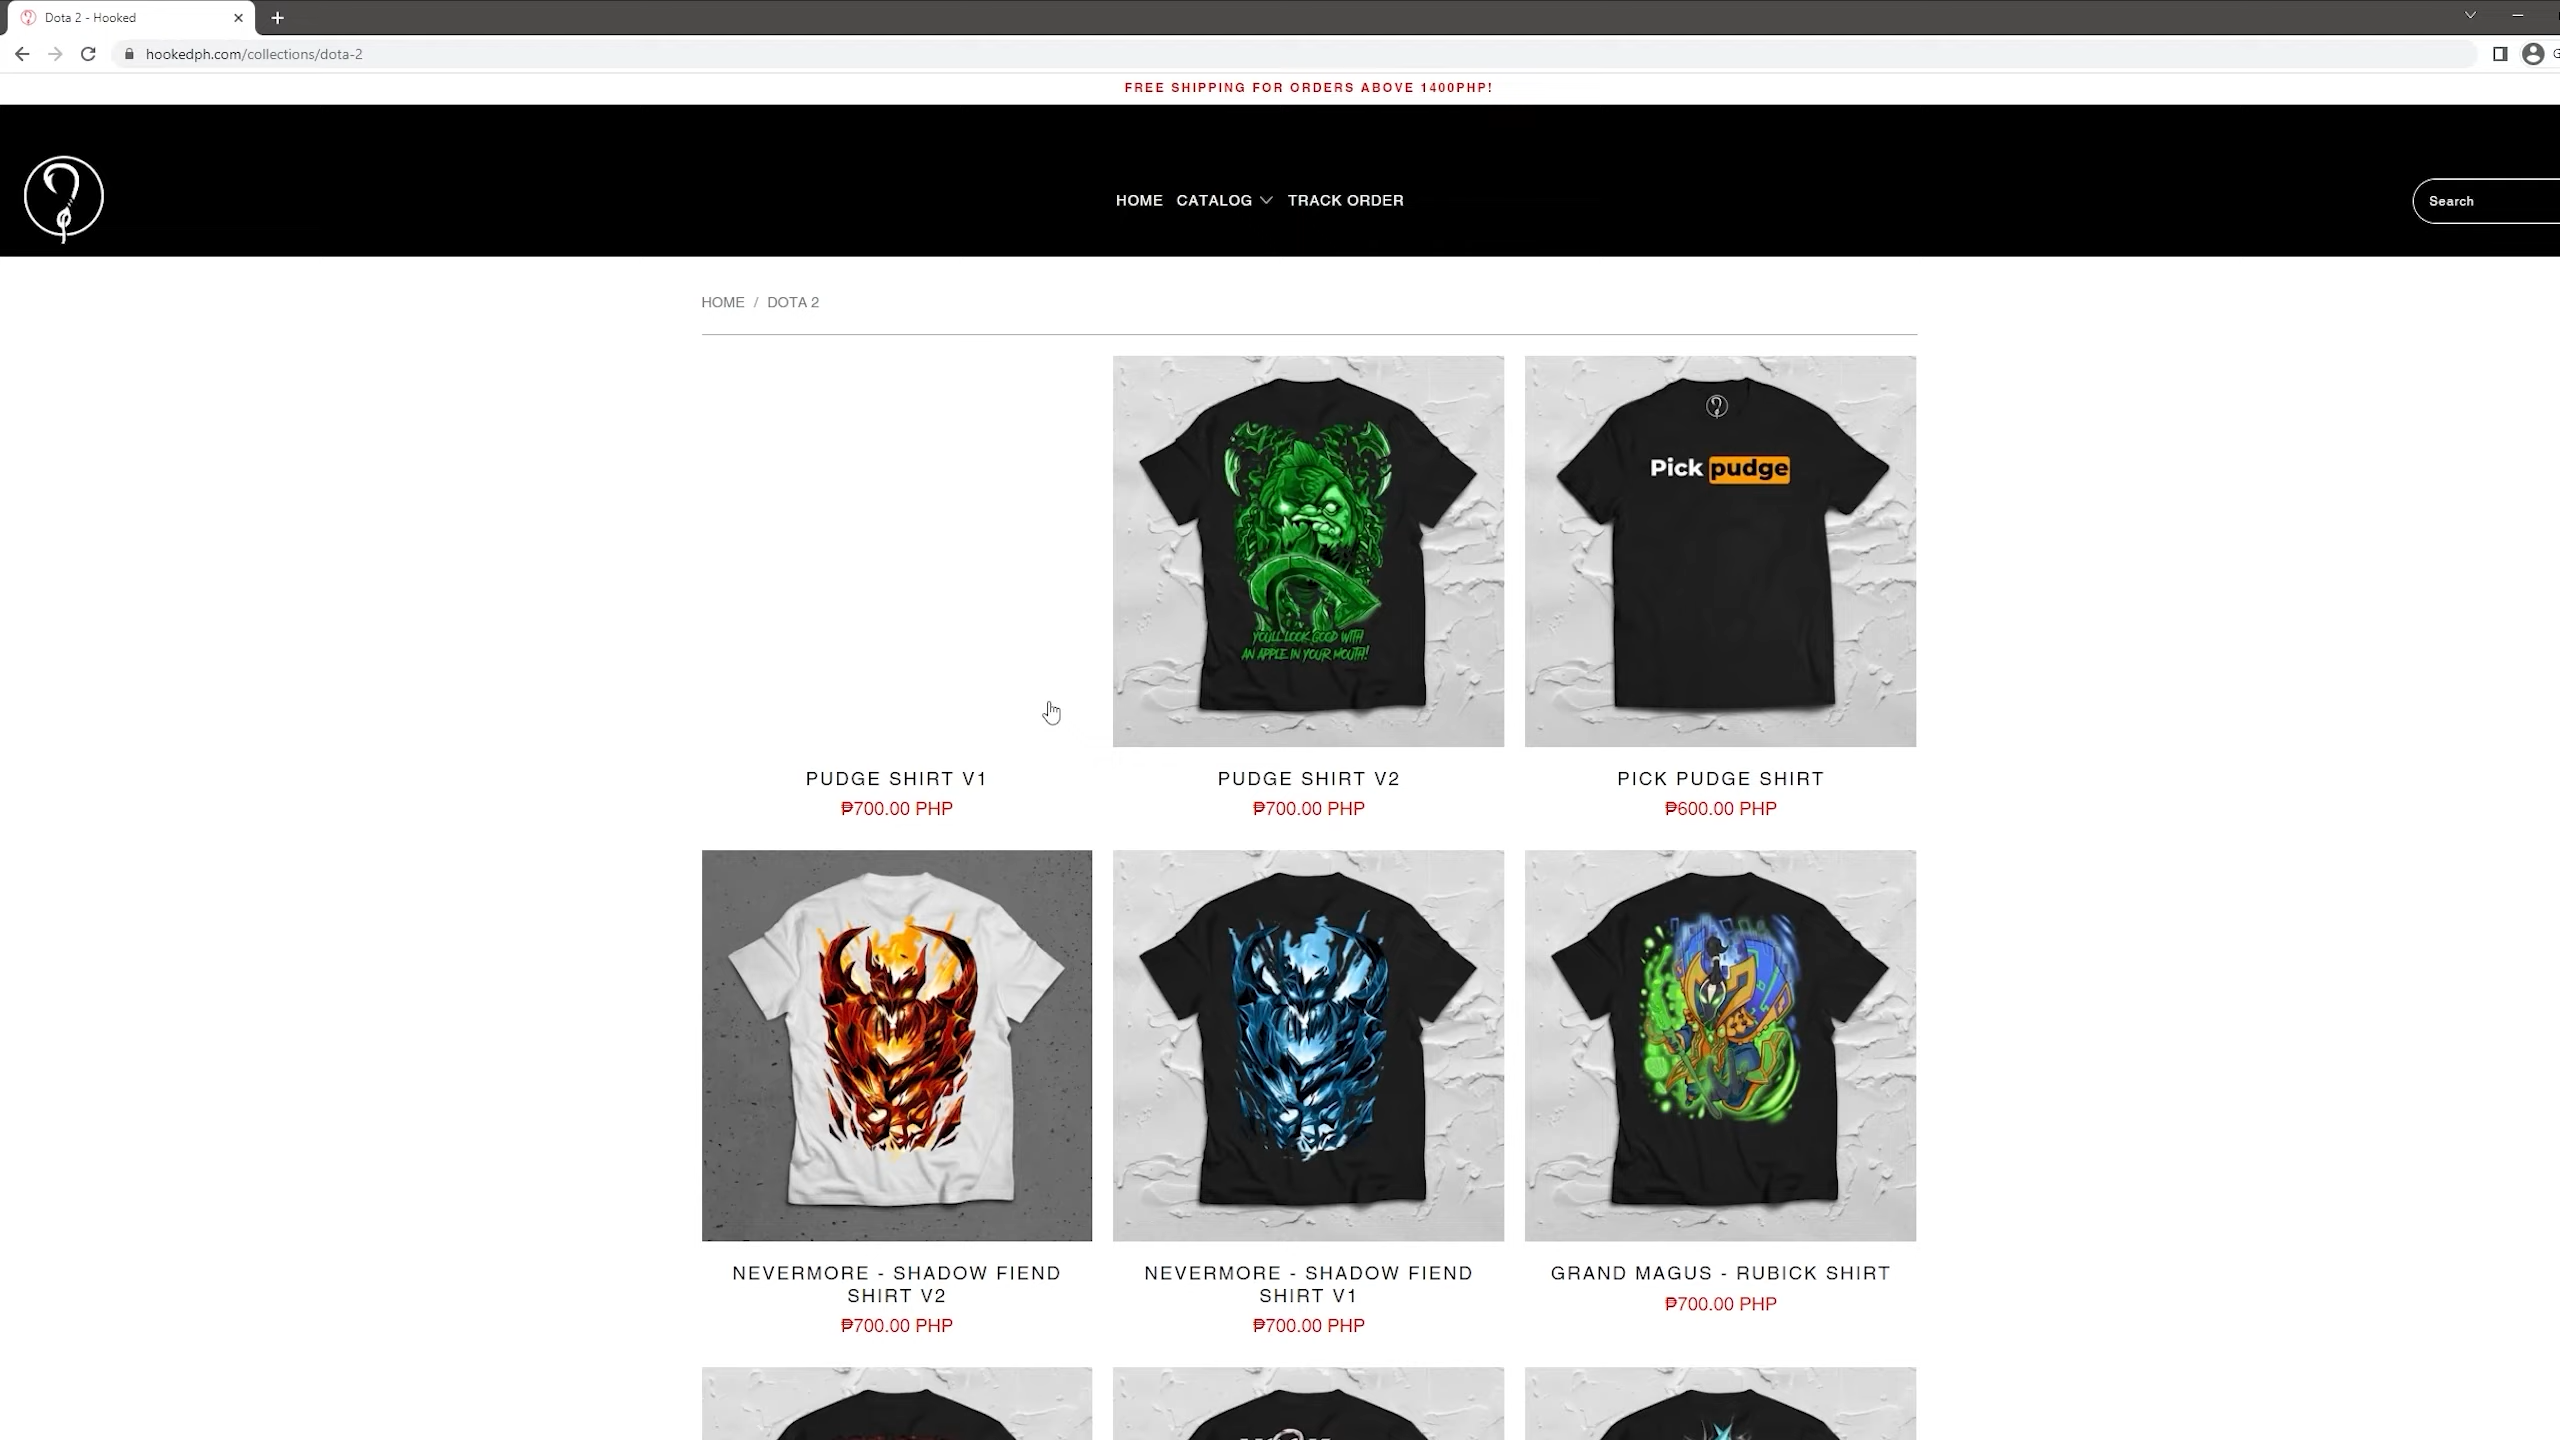 Dota 2 - Hooked
hookedph.com/collections/dota-2
FREE SHIPPING FOR ORDERS ABOVE 1400PHP!
HOME CATALOG TRACK ORDER
Search
HOME / DOTA 2
YOU'LL LOOK GOOD WITH
AN APPLE IN YOUR MOUTH!
Pick pudge
PUDGE SHIRT V1
₱700.00 PHP
PUDGE SHIRT V2
₱700.00 PHP
PICK PUDGE SHIRT
₱600.00 PHP
NEVERMORE - SHADOW FIEND
SHIRT V2
₱700.00 PHP
NEVERMORE - SHADOW FIEND
SHIRT V1
₱700.00 PHP
GRAND MAGUS - RUBICK SHIRT
₱700.00 PHP